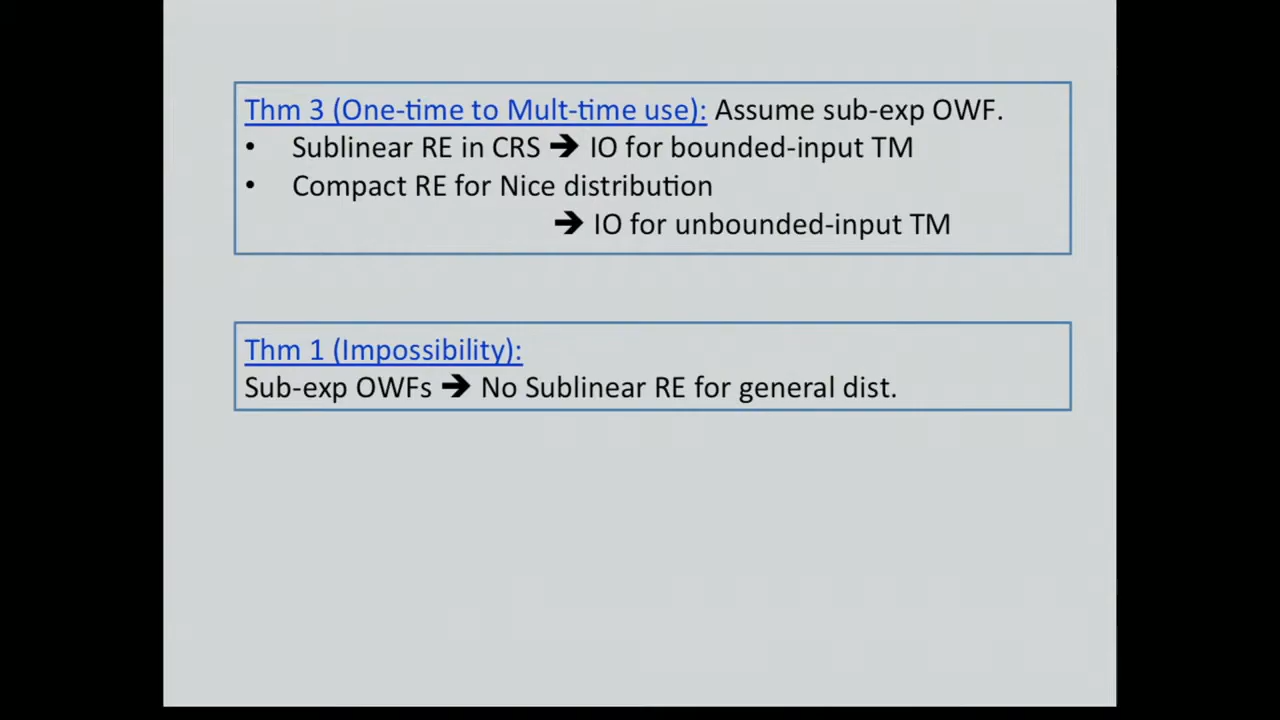 Thm 3 (One-time to Mult-time use): Assume sub-exp OWF.
• Sublinear RE in CRS ➔ IO for bounded-input TM
• Compact RE for Nice distribution
➔ IO for unbounded-input TM
Thm 1 (Impossibility):
Sub-exp OWFs ➔ No Sublinear RE for general dist.